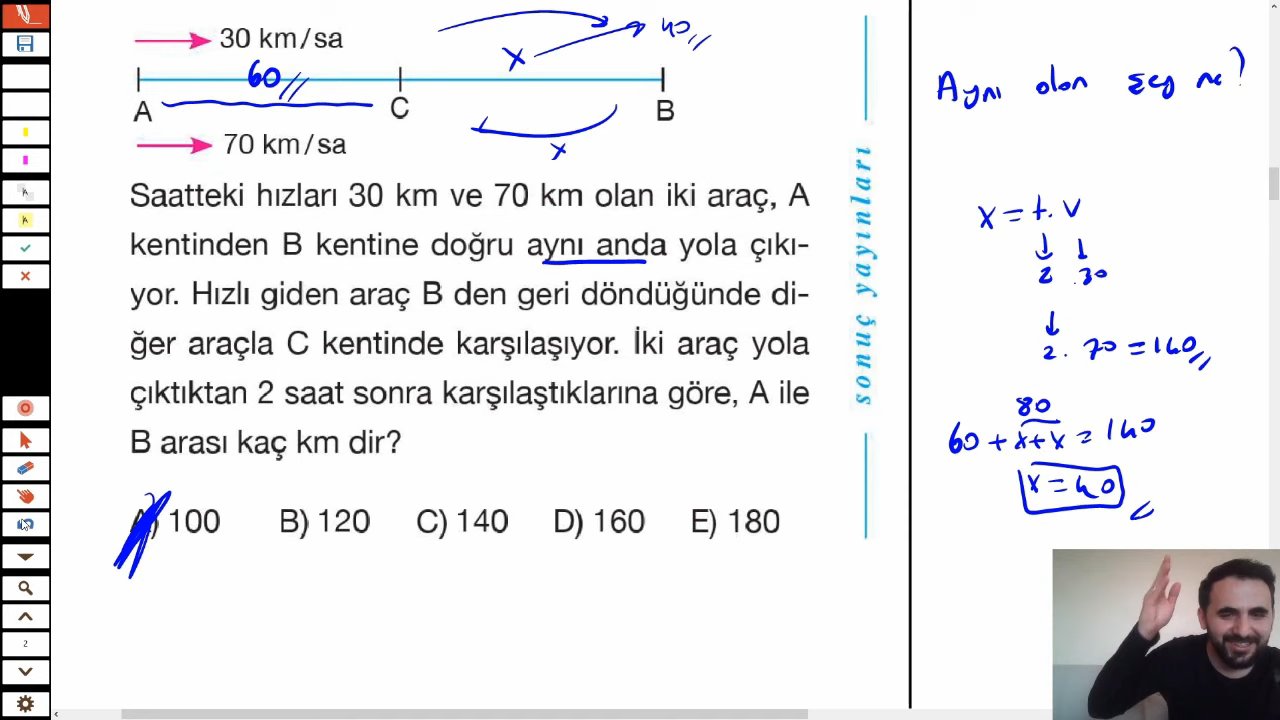 30 km/sa
40
x
60
A
C
B
70 km/sa
x
Saatteki hızları 30 km ve 70 km olan iki araç, A
kentinden B kentine doğru aynı anda yola çıkı-
yor. Hızlı giden araç B den geri döndüğünde di-
ğer araçla C kentinde karşılaşıyor. İki araç yola
çıktıktan 2 saat sonra karşılaştıklarına göre, A ile
B arası kaç km dir?
A) 100 B) 120 C) 140 D) 160 E) 180
sonuç yayınları
Aynı olan şey ne?
x = t. v
2 .30
2. 70 = 140
80
60 + x+x = 140
x = 40
A
A
2